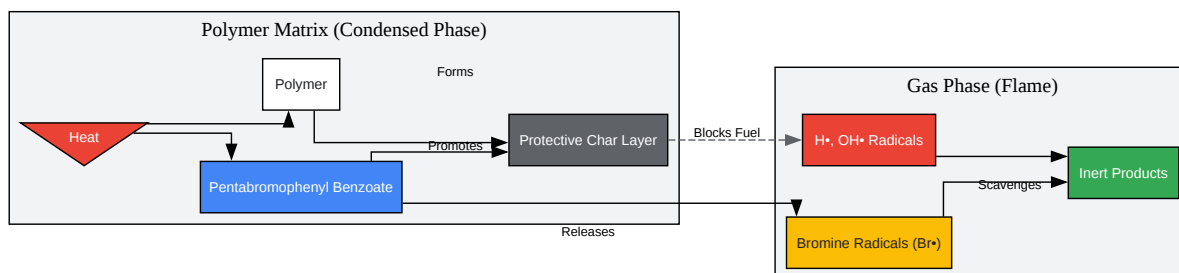 Polymer Matrix (Condensed Phase)
Polymer
Forms
Heat
Protective Char Layer
Promotes
Pentabromophenyl Benzoate
Releases
Blocks Fuel
Gas Phase (Flame)
H•, OH• Radicals
Inert Products
Scavenges
Bromine Radicals (Br•)